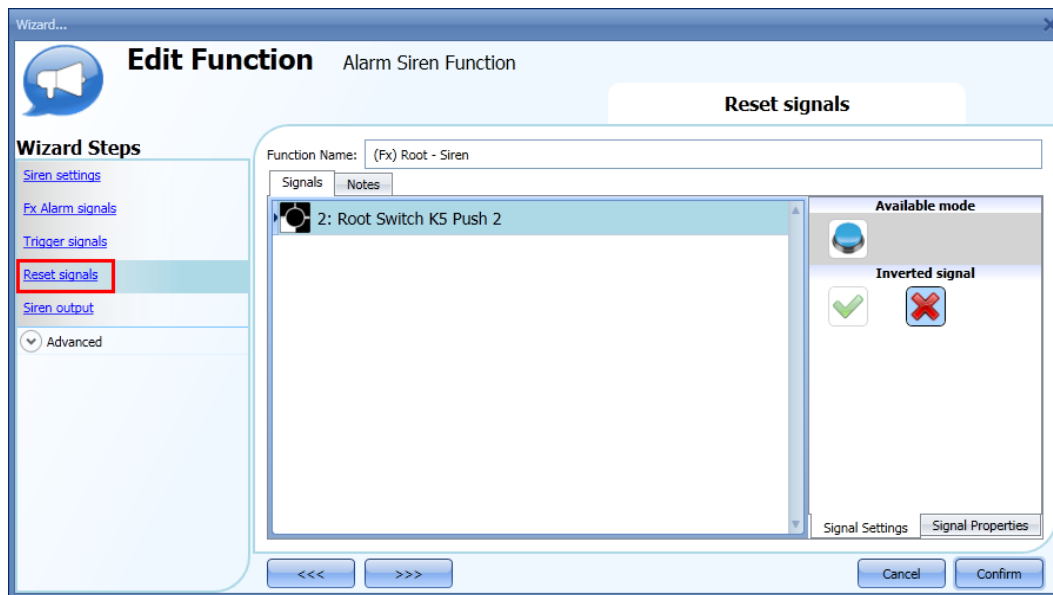 Wizard...
Edit Function Alarm Siren Function
Reset signals
Wizard Steps
Siren settings
Fx Alarm signals
Trigger signals
Reset signals
Siren output
Advanced
Function Name: (Fx) Root - Siren
Signals Notes
2: Root Switch K5 Push 2
Available mode
Inverted signal
Signal Settings Signal Properties
<<< >>> Cancel Confirm